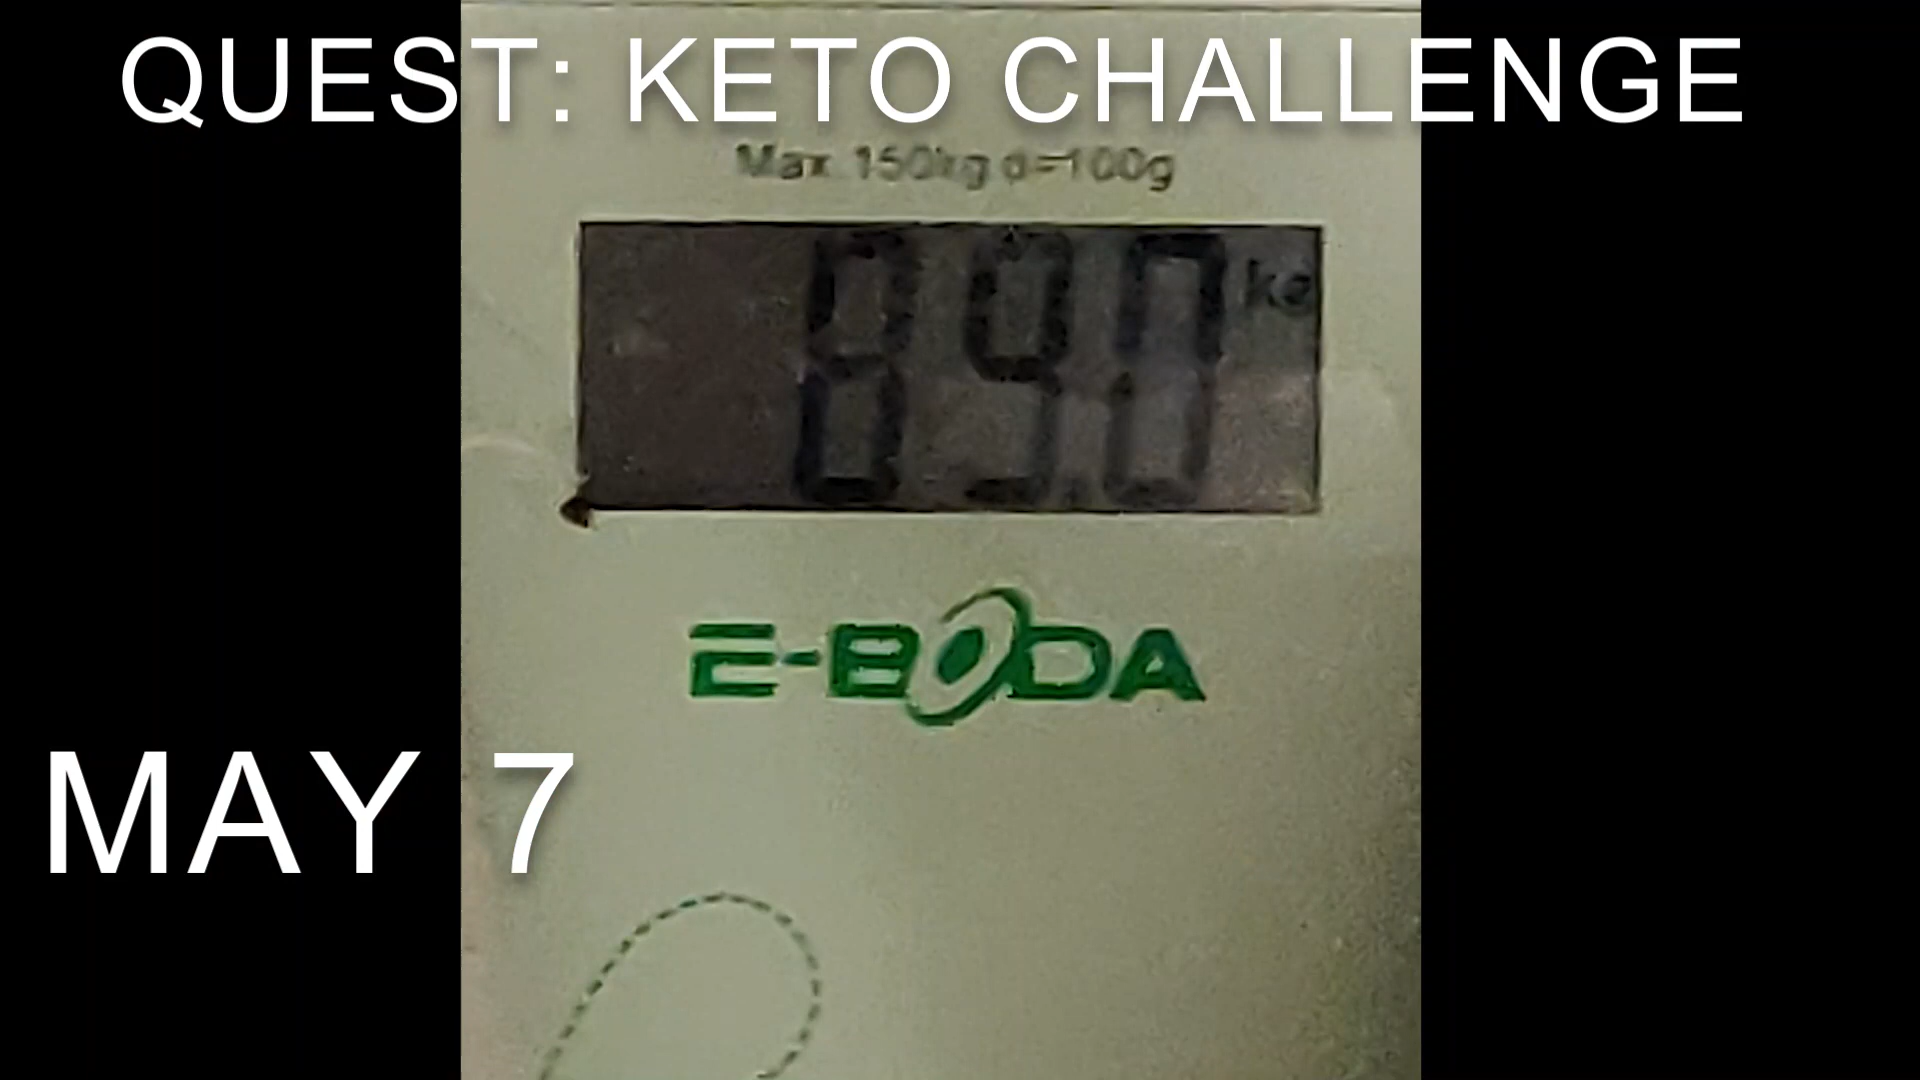 QUEST: KETO CHALLENGE
Max 150kg d=100g
89.0 kg
E-BODA
MAY 7